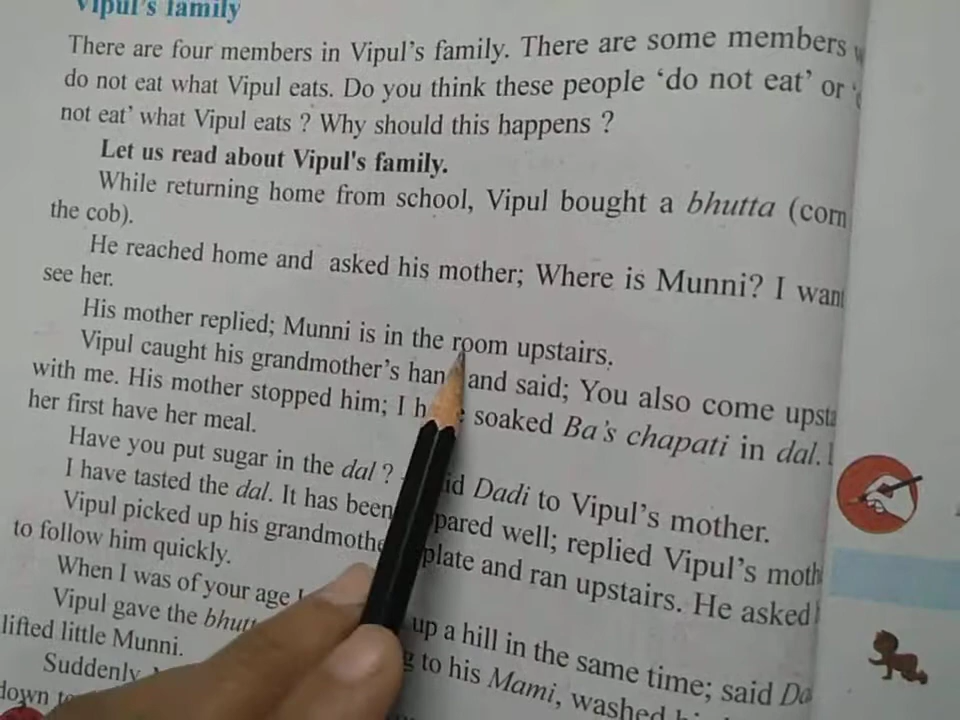 Vipul's family
There are four members in Vipul's family. There are some members
do not eat what Vipul eats. Do you think these people 'do not eat' or
not eat' what Vipul eats ? Why should this happens ?
Let us read about Vipul's family.
While returning home from school, Vipul bought a bhutta (corn
the cob).
He reached home and asked his mother; Where is Munni? I want
see her.
His mother replied; Munni is in the room upstairs.
Vipul caught his grandmother's han and said; You also come upsta
with me. His mother stopped him; I soaked Ba's chapati in dal.
her first have her meal.
Have you put sugar in the dal ? id Dadi to Vipul's mother.
I have tasted the dal. It has been pared well; replied Vipul's moth
Vipul picked up his grandmothe plate and ran upstairs. He asked
to follow him quickly.
When I was of your age up a hill in the same time; said Da
Vipul gave the bhutt g to his Mami, washed
lifted little Munni.
Suddenly
down